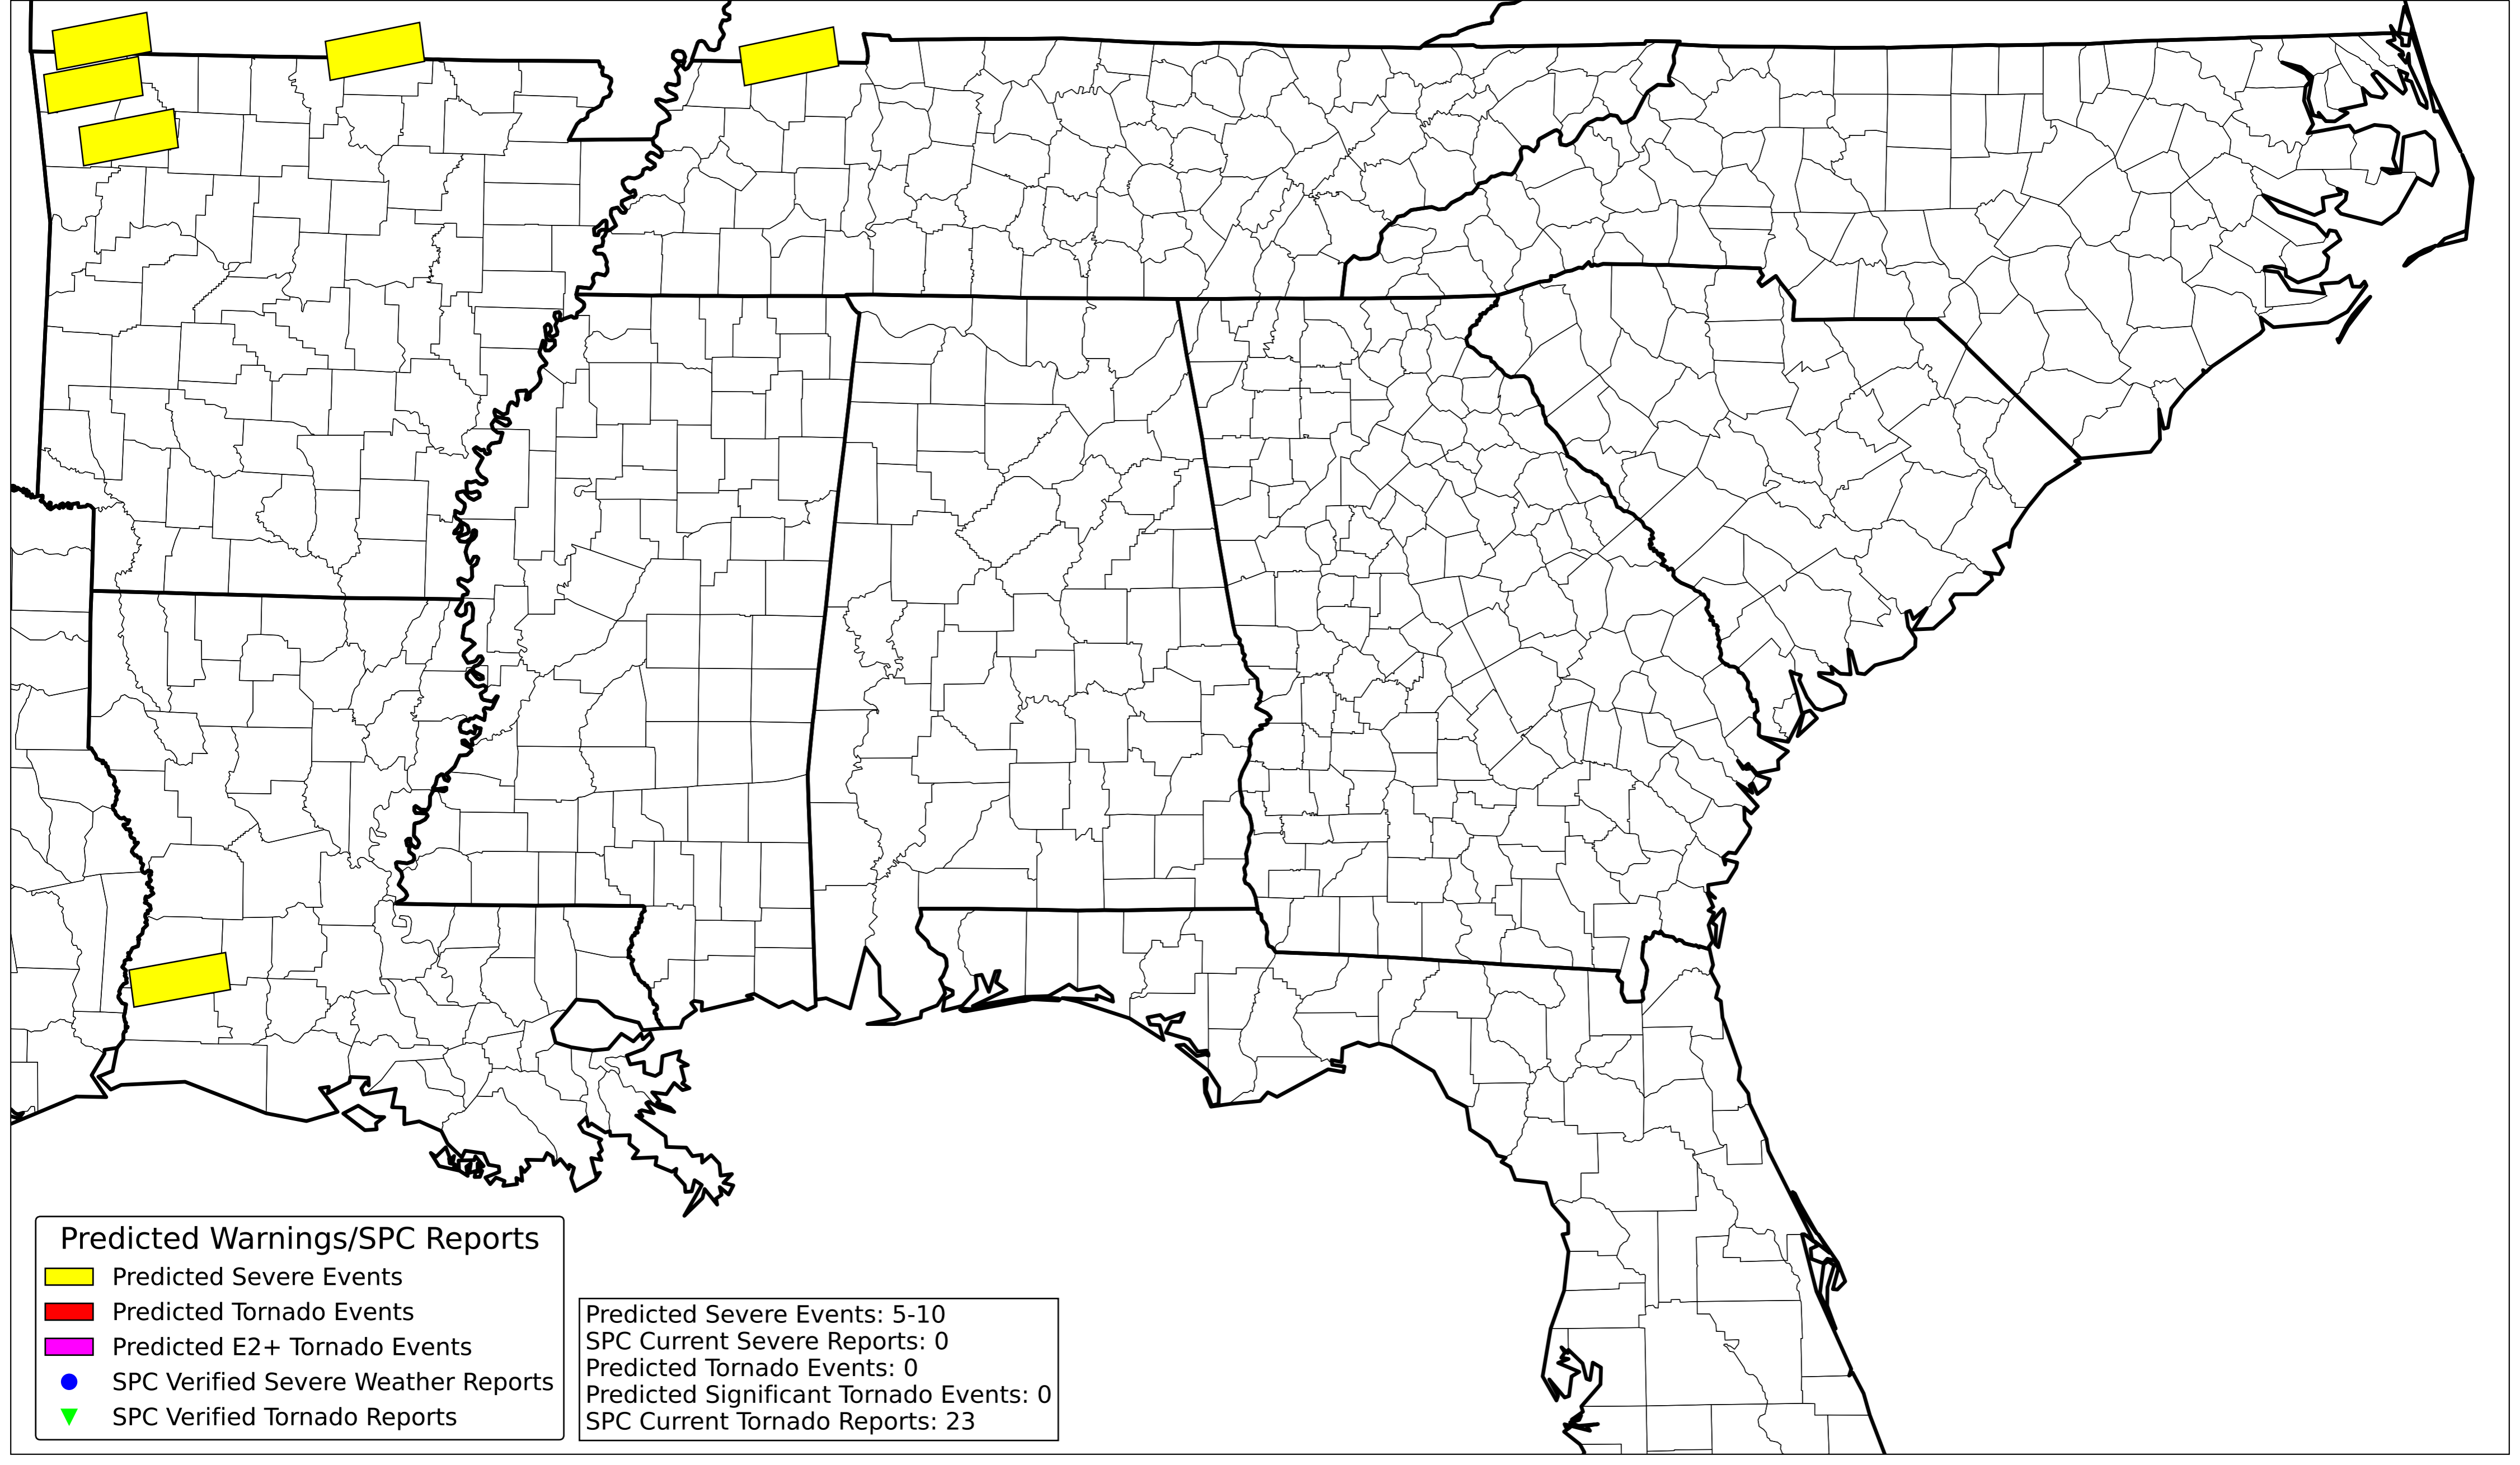 Predicted Warnings/SPC Reports
Predicted Severe Events
Predicted Tornado Events
Predicted E2+ Tornado Events
SPC Verified Severe Weather Reports
SPC Verified Tornado Reports
Predicted Severe Events: 5-10
SPC Current Severe Reports: 0
Predicted Tornado Events: 0
Predicted Significant Tornado Events: 0
SPC Current Tornado Reports: 23